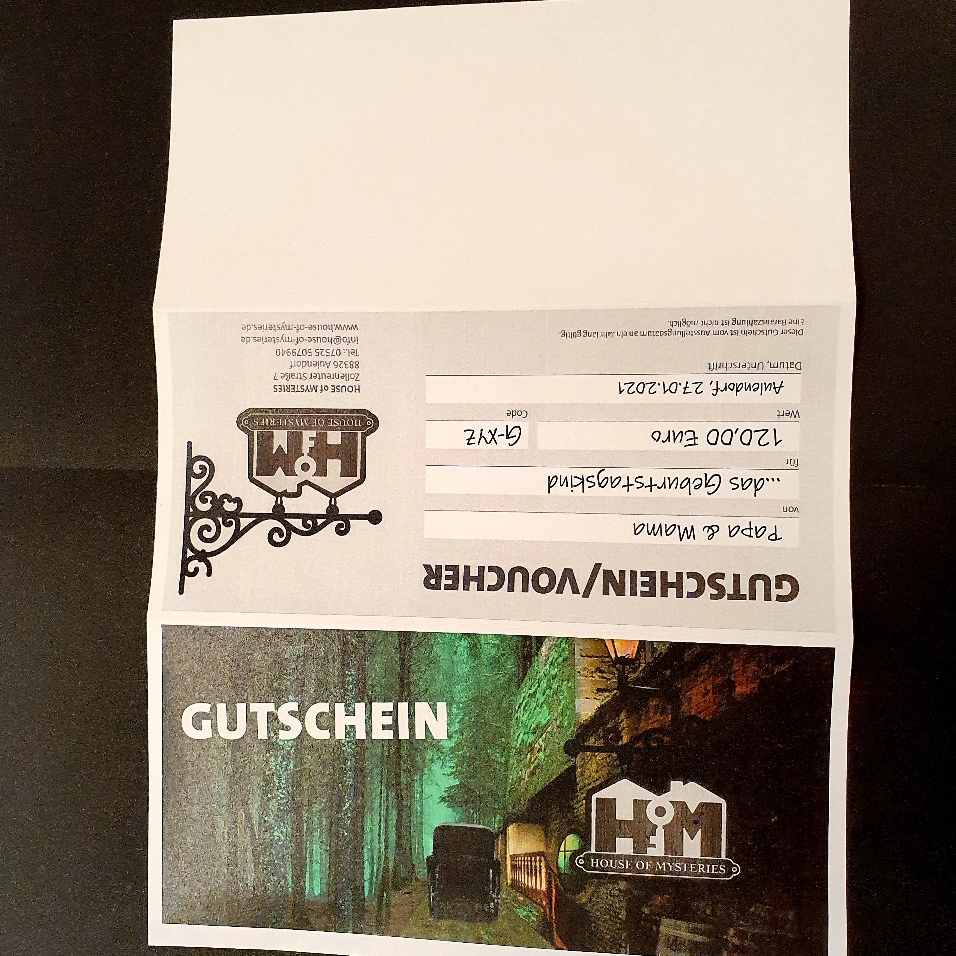 GUTSCHEIN
HofM
HOUSE OF MYSTERIES
GUTSCHEIN/VOUCHER
Papa & Mama
von
...das Geburtstagskind
für
120,00 Euro
Wert
G-XYZ
Code
Aulendorf, 27.01.2021
Datum, Unterschrift
Dieser Gutschein ist vom Ausstellungsdatum an ein Jahr lang gültig.
Eine Barauszahlung ist nicht möglich.
HofM
HOUSE OF MYSTERIES
HOUSE of MYSTERIES
Zollenreuter Straße 7
88326 Aulendorf
Tel.: 07525 5079940
info@house-of-mysteries.de
www.house-of-mysteries.de